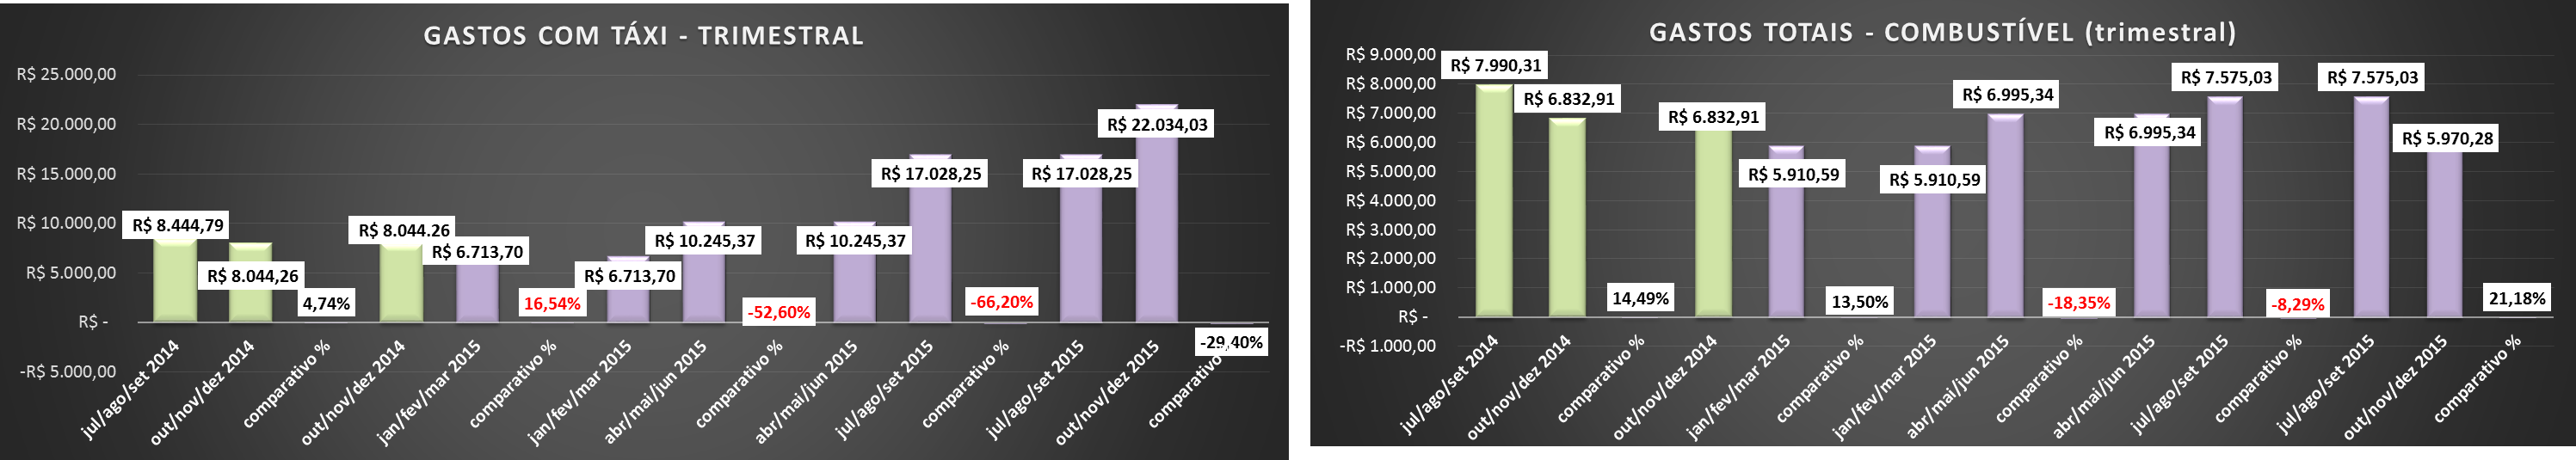 GASTOS COM TÁXI - TRIMESTRAL
R$ 25.000,00
R$ 20.000,00
R$ 15.000,00
R$ 10.000,00
R$ 5.000,00
R$ -
-R$ 5.000,00
R$ 8.444,79
R$ 8.044,26
4,74%
R$ 8.044,26
R$ 6.713,70
16,54%
R$ 6.713,70
R$ 10.245,37
-52,60%
R$ 10.245,37
R$ 17.028,25
-66,20%
R$ 17.028,25
R$ 22.034,03
-29,40%
jul/ago/set 2014
out/nov/dez 2014
comparativo %
out/nov/dez 2014
jan/fev/mar 2015
comparativo %
jan/fev/mar 2015
abr/mai/jun 2015
comparativo %
abr/mai/jun 2015
jul/ago/set 2015
comparativo %
jul/ago/set 2015
out/nov/dez 2015
comparativo
GASTOS TOTAIS - COMBUSTÍVEL (trimestral)
R$ 9.000,00
R$ 8.000,00
R$ 7.000,00
R$ 6.000,00
R$ 5.000,00
R$ 4.000,00
R$ 3.000,00
R$ 2.000,00
R$ 1.000,00
R$ -
-R$ 1.000,00
R$ 7.990,31
R$ 6.832,91
14,49%
R$ 6.832,91
R$ 5.910,59
13,50%
R$ 5.910,59
R$ 6.995,34
-18,35%
R$ 6.995,34
R$ 7.575,03
-8,29%
R$ 7.575,03
R$ 5.970,28
21,18%
jul/ago/set 2014
out/nov/dez 2014
comparativo %
out/nov/dez 2014
jan/fev/mar 2015
comparativo %
jan/fev/mar 2015
abr/mai/jun 2015
comparativo %
abr/mai/jun 2015
jul/ago/set 2015
comparativo %
jul/ago/set 2015
out/nov/dez 2015
comparativo %